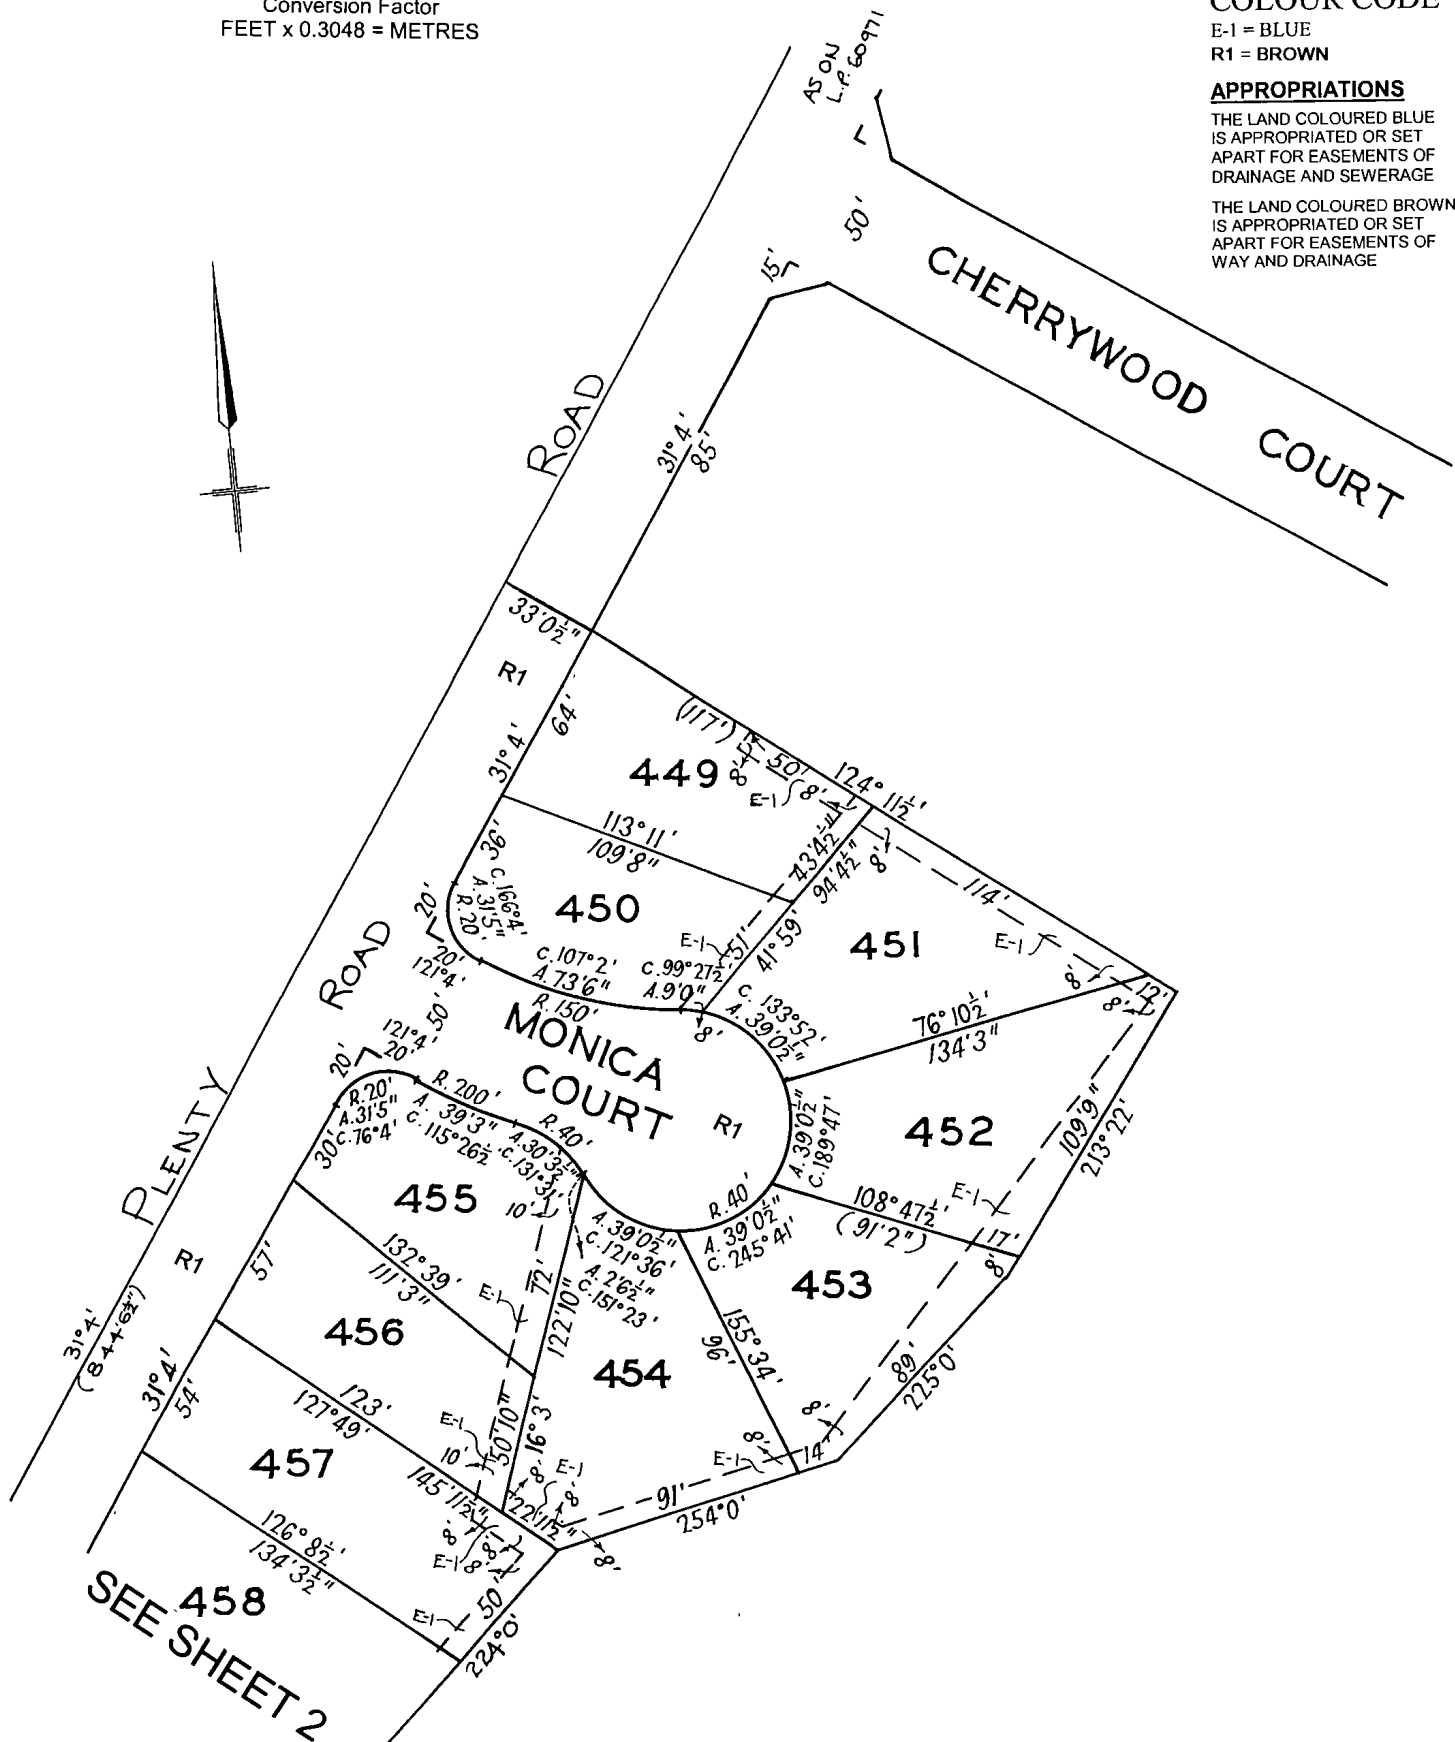 Conversion Factor
FEET x 0.3048 = METRES
COLOUR CODE
E-1 = BLUE
R1 = BROWN
APPROPRIATIONS
THE LAND COLOURED BLUE
IS APPROPRIATED OR SET
APART FOR EASEMENTS OF
DRAINAGE AND SEWERAGE
THE LAND COLOURED BROWN
IS APPROPRIATED OR SET
APART FOR EASEMENTS OF
WAY AND DRAINAGE
AS ON
L.P. 60971
50'
15'
CHERRYWOOD COURT
ROAD
31°4'
85'
33'0½"
R1
64'
31°4'
(117')
449
8'
50'
8'
E-1
124°11½'
113°11'
109'8"
43'4½"
94'4½"
8'
114'
36'
C.166°4'
A.31'5"
R.20'
450
E-1
51'
41°59'
451
E-1
8'
8'
12'
20'
20'
121°4'
C.107°2'
A.73'6"
R.150'
C.99°27½'
A.9'0"
8'
C.133°52'
A.39'0½"
76°10½'
134'3"
ROAD
50'
MONICA
COURT
R1
121°4'
20'
20'
R.20'
A.31'5"
C.76°4'
R.200'
A.39'3"
C.115°26½'
R.40'
A.30'3½"
C.131°31'
A.39'0½"
C.189°47'
452
109'9"
213°22'
PLENTY
30'
455
10'
R.40'
A.39'0½"
C.245°41'
A.39'0½"
C.121°36'
A.2'6½"
C.151°23'
108°47½'
(91'2")
E-1
17'
8'
R1
57'
132°39'
111'3"
E-1
72'
122'10"
453
456
454
155°34'
96'
89'
225°0'
31°4'
(844'6½")
31°4'
54'
123'
127°49'
E-1
10'
50'10"
16°3'
8'
E-1
8'
8'
E-1
8'
14'
457
145'11½"
22'11½"
91'
254°0'
8'
8'
E-1
8'
8'
126°8½'
134'3½"
458
E-1
50'
224°0'
SEE SHEET 2